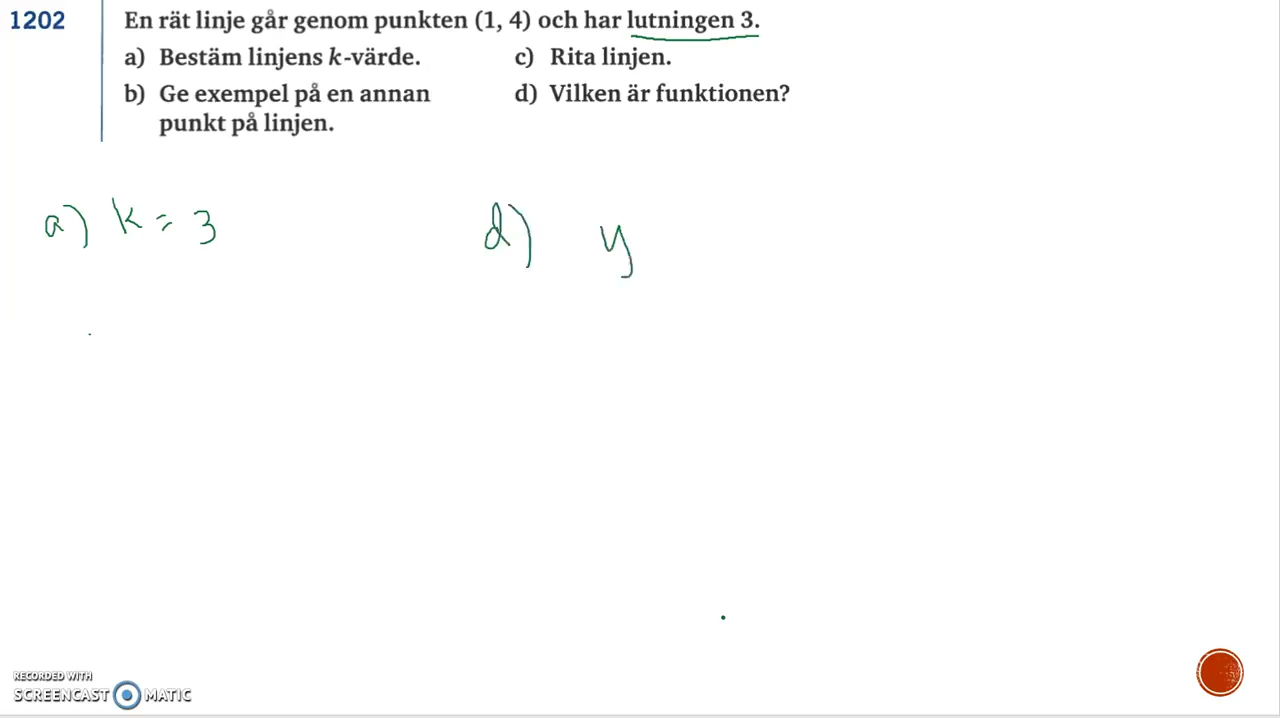 1202 En rät linje går genom punkten (1, 4) och har lutningen 3.
a) Bestäm linjens k-värde.
b) Ge exempel på en annan
punkt på linjen.
c) Rita linjen.
d) Vilken är funktionen?
a) k = 3
d) y
RECORDED WITH
SCREENCAST MATIC